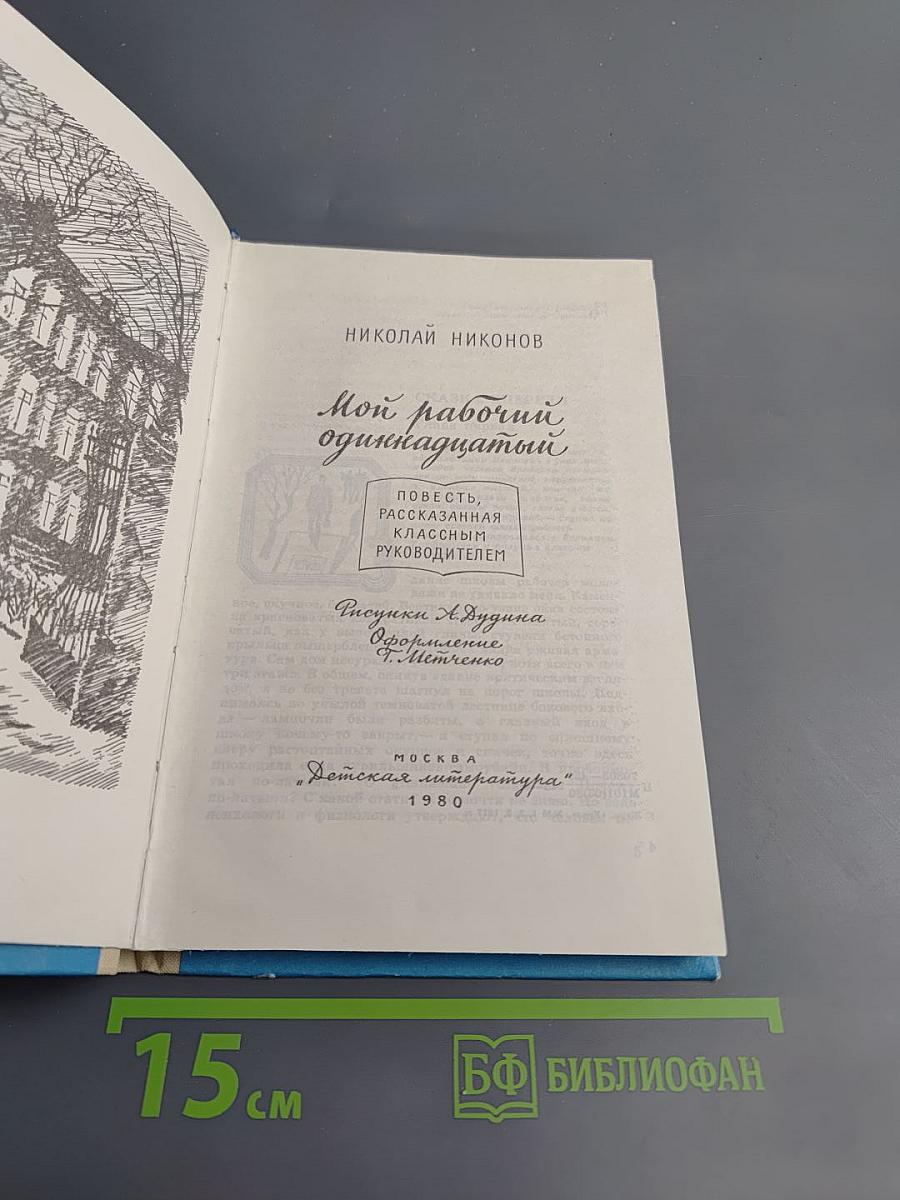 НИКОЛАЙ НИКОНОВ
Мой рабочий
одиннадцатый
ПОВЕСТЬ,
РАССКАЗАННАЯ
КЛАССНЫМ
РУКОВОДИТЕЛЕМ
Рисунки А. Дудина
Оформление
Г. Метченко
МОСКВА
„Детская литература“
1980
15 см
БФ БИБЛИОФАН